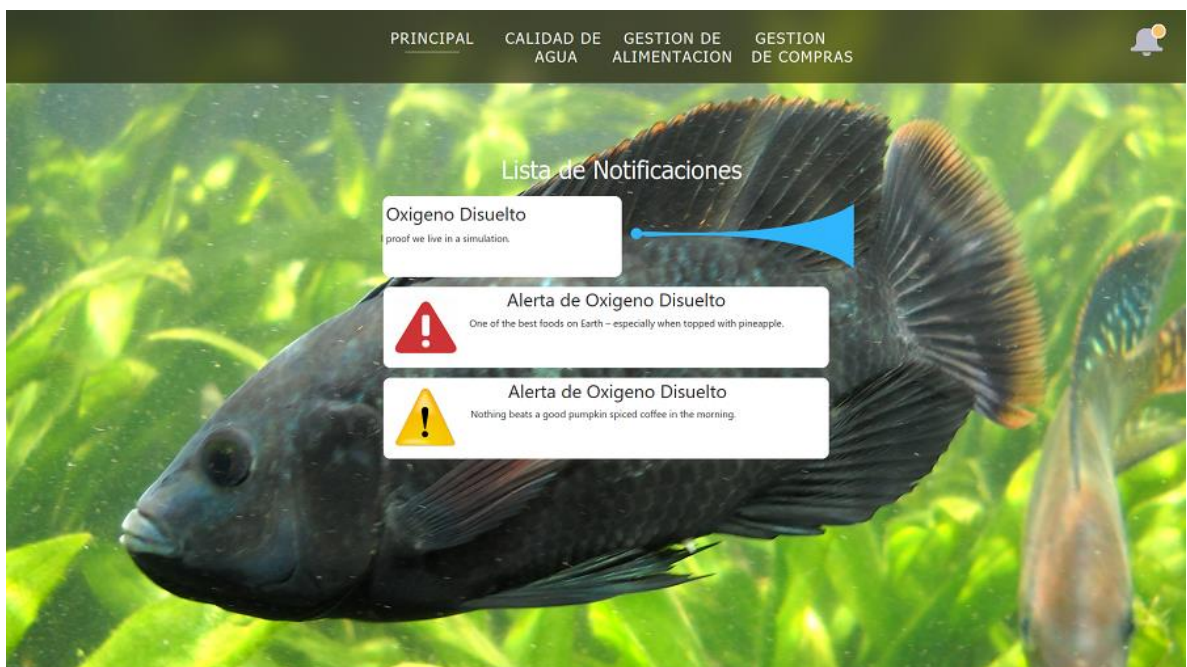 PRINCIPAL
CALIDAD DE
AGUA
GESTION DE
ALIMENTACION
GESTION
DE COMPRAS
Lista de Notificaciones
Oxigeno Disuelto
proof we live in a simulation.
Alerta de Oxigeno Disuelto
One of the best foods on Earth – especially when topped with pineapple.
Alerta de Oxigeno Disuelto
Nothing beats a good pumpkin spiced coffee in the morning.